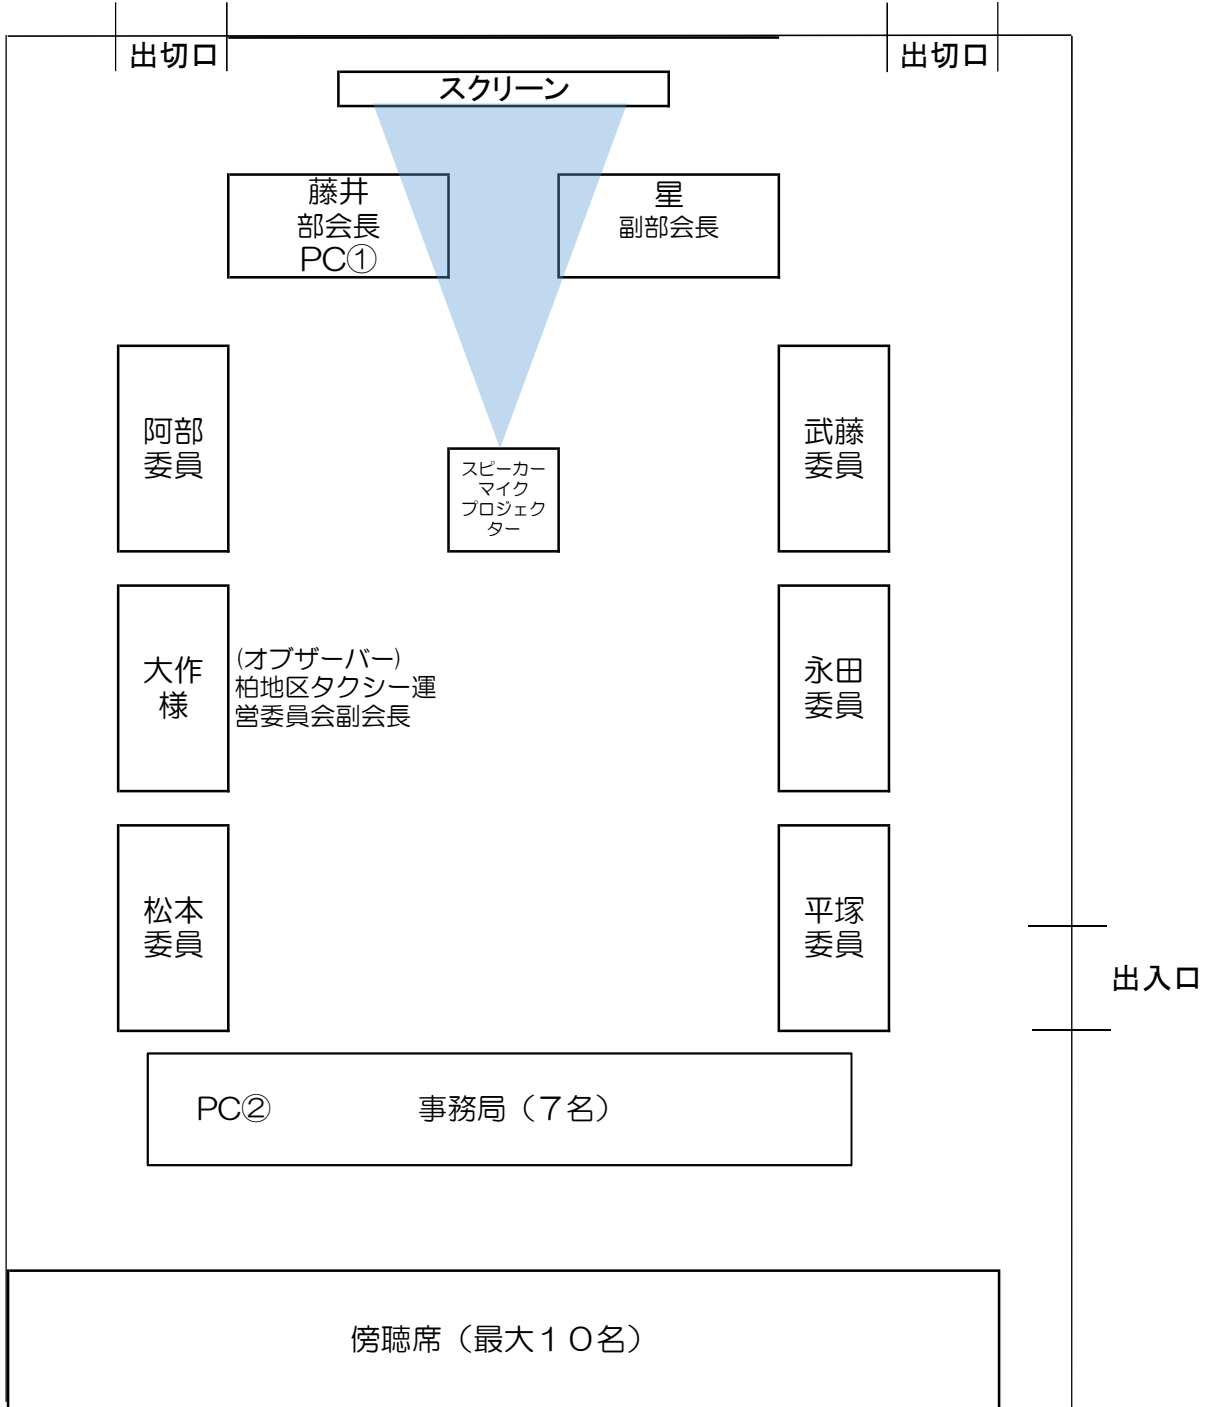 出切口
出切口
スクリーン
藤井
部会長
PC①
星
副部会長
阿部
委員
武藤
委員
スピーカー
マイク
プロジェク
ター
大作
様
(オブザーバー)
柏地区タクシー運
営委員会副会長
永田
委員
松本
委員
平塚
委員
出入口
PC② 事務局（７名）
傍聴席（最大１０名）